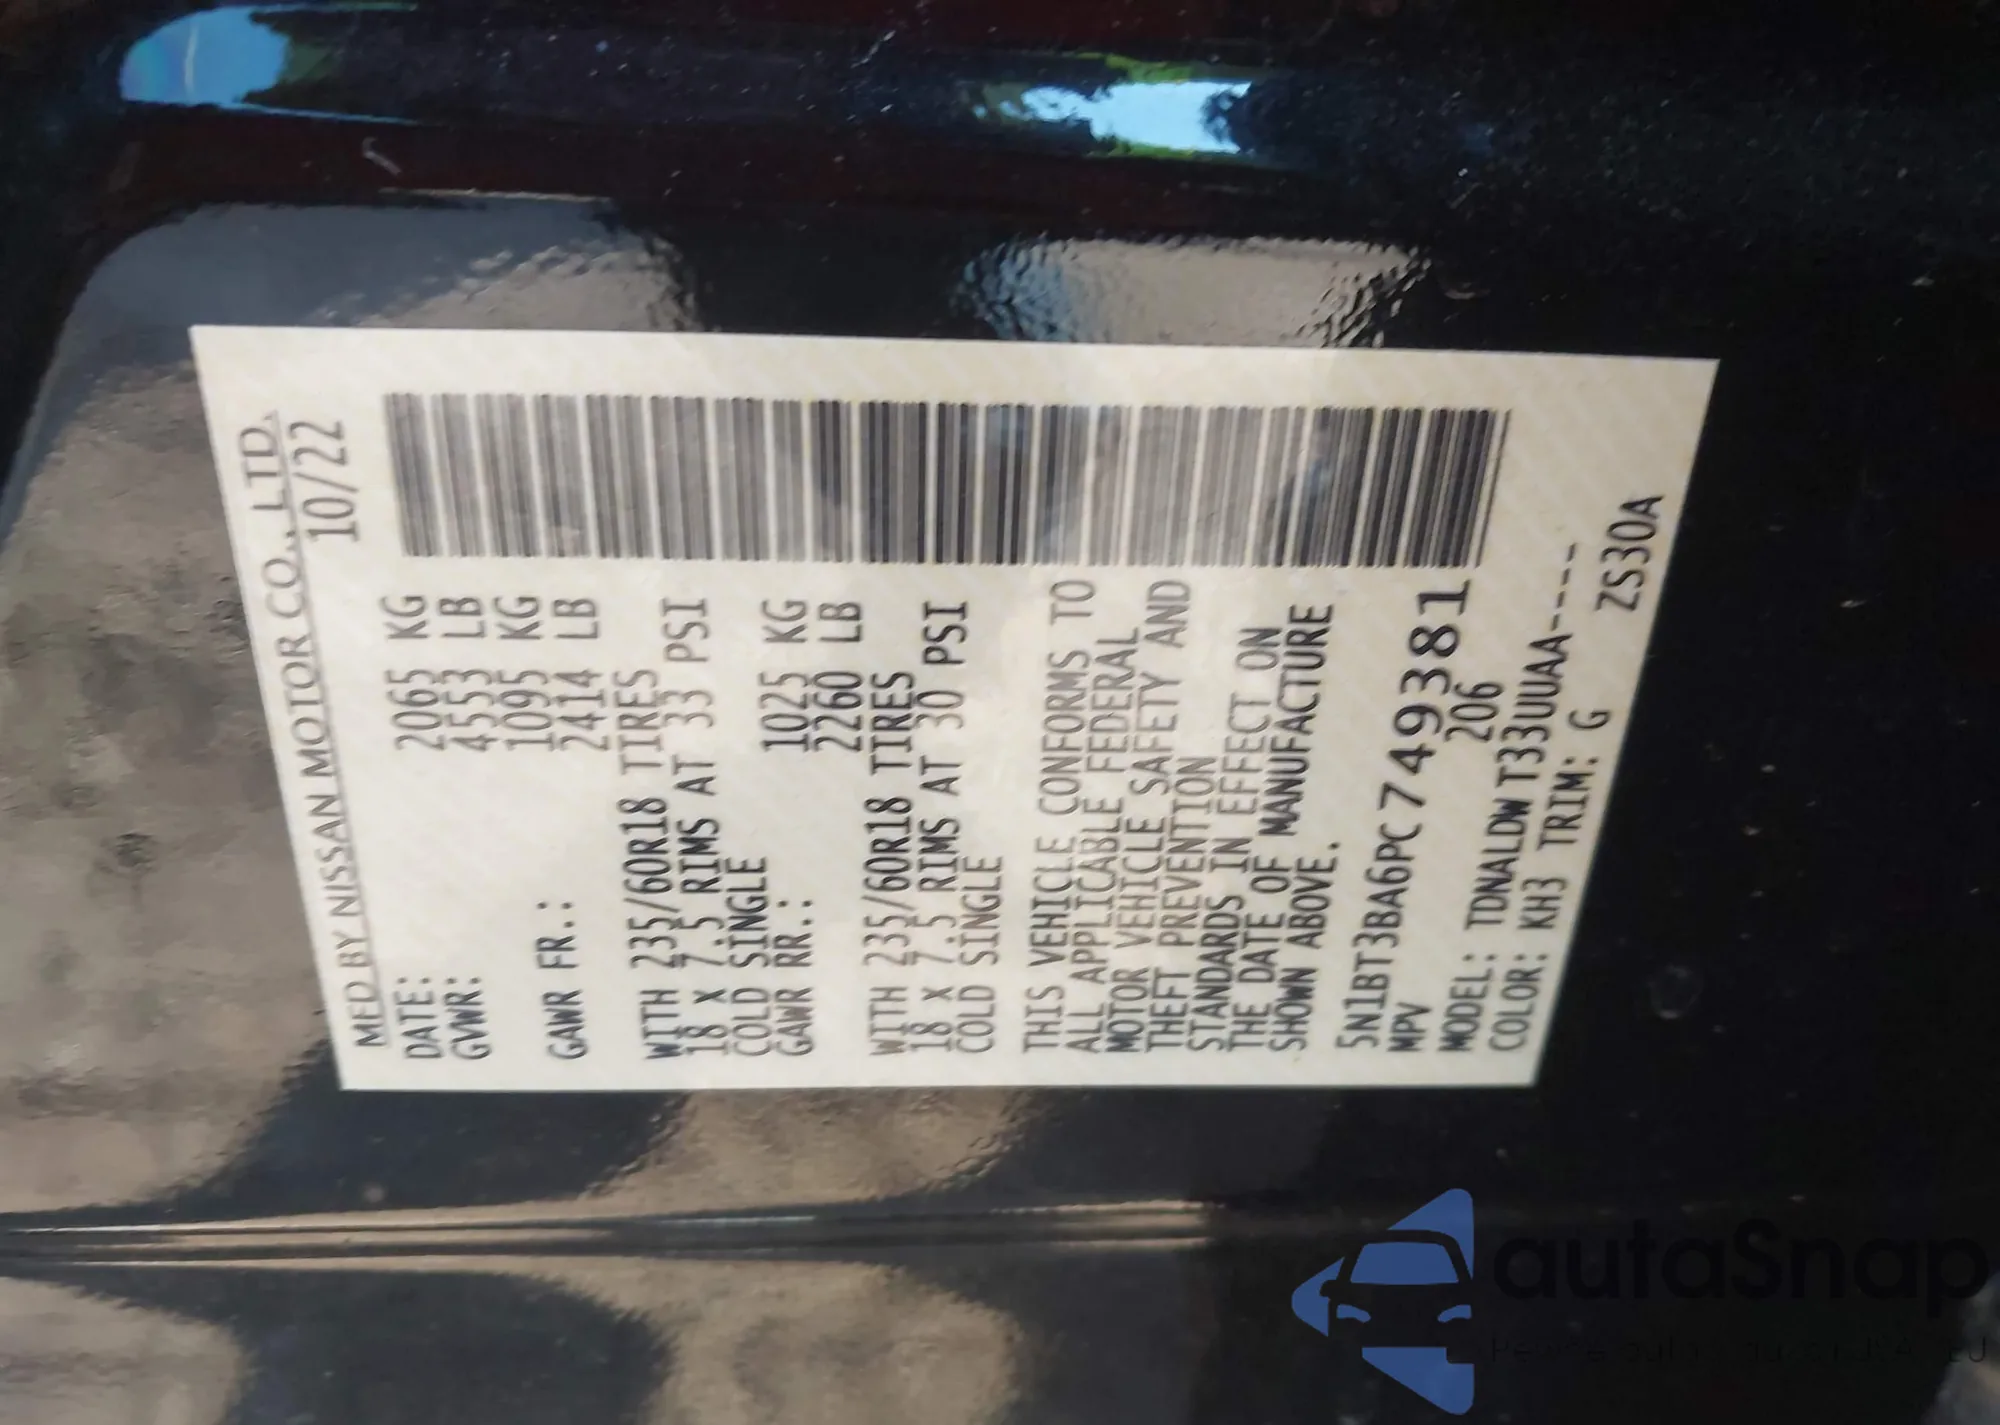 MFD BY NISSAN MOTOR CO., LTD.
DATE: 10/22
GVWR: 2065 KG
4553 LB
GAWR FR.: 1095 KG
2414 LB
WITH 235/60R18 TIRES
18 X 7.5 RIMS AT 33 PSI
COLD SINGLE
GAWR RR.: 1025 KG
2260 LB
WITH 235/60R18 TIRES
18 X 7.5 RIMS AT 30 PSI
COLD SINGLE
THIS VEHICLE CONFORMS TO
ALL APPLICABLE FEDERAL
MOTOR VEHICLE SAFETY AND
THEFT PREVENTION
STANDARDS IN EFFECT ON
THE DATE OF MANUFACTURE
SHOWN ABOVE.
5N1BT3BA6PC749381
MPV 206
MODEL: TDNALDW T33UUAA----
COLOR: KH3 TRIM: G ZS30A
autaSnap